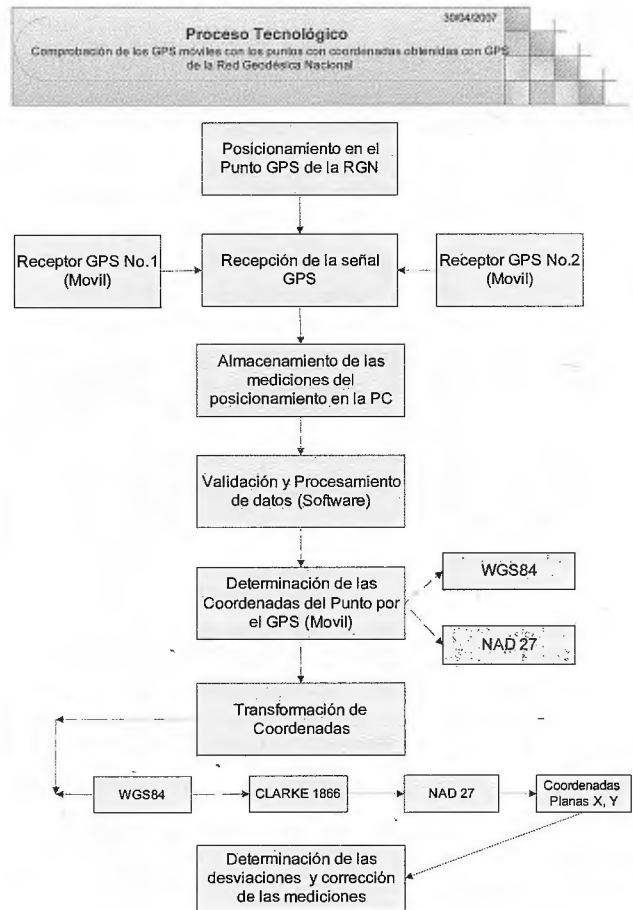 30/04/2007
Proceso Tecnológico
Comprobación de los GPS móviles con los puntos con coordenadas obtenidas con GPS
de la Red Geodésica Nacional
Posicionamiento en el
Punto GPS de la RGN
Receptor GPS No.1
(Movil)
Recepción de la señal
GPS
Receptor GPS No.2
(Movil)
Almacenamiento de las
mediciones del
posicionamiento en la PC
Validación y Procesamiento
de datos (Software)
Determinación de las
Coordenadas del Punto por
el GPS (Movil)
WGS84
NAD 27
Transformación de
Coordenadas
WGS84
CLARKE 1866
NAD 27
Coordenadas
Planas X, Y
Determinación de las
desviaciones y corrección
de las mediciones